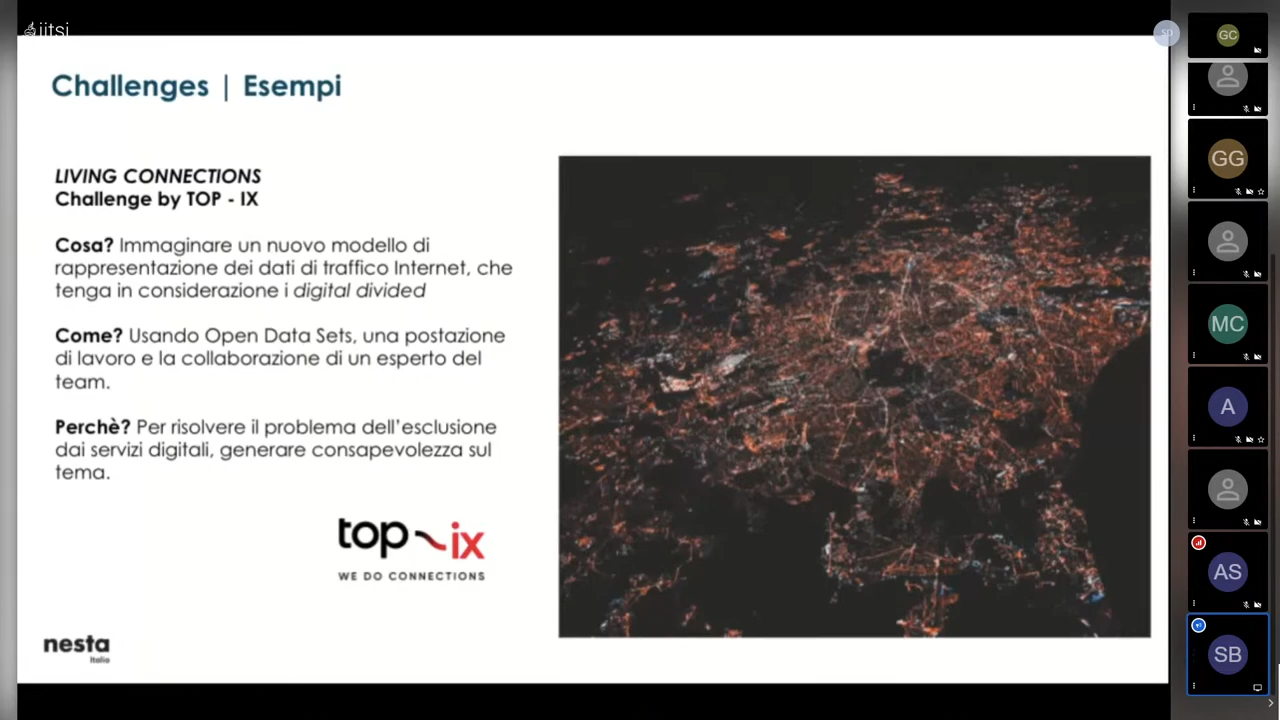 jitsi
SD
Challenges | Esempi
LIVING CONNECTIONS
Challenge by TOP - IX
Cosa? Immaginare un nuovo modello di
rappresentazione dei dati di traffico Internet, che
tenga in considerazione i digital divided
Come? Usando Open Data Sets, una postazione
di lavoro e la collaborazione di un esperto del
team.
Perchè? Per risolvere il problema dell'esclusione
dai servizi digitali, generare consapevolezza sul
tema.
top ix
WE DO CONNECTIONS
nesta
Italia
GC
GG
MC
A
AS
SB